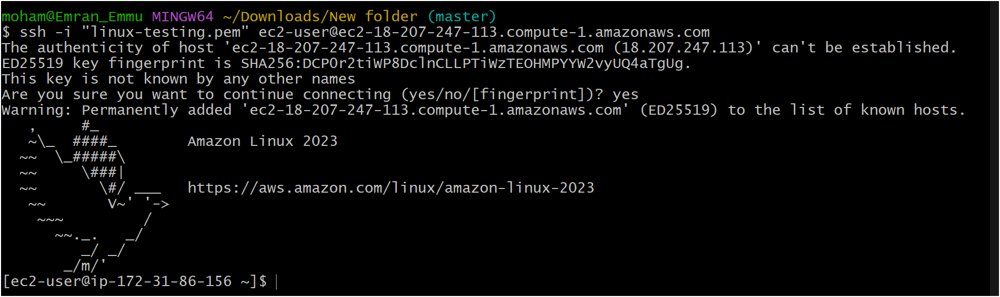 moham@Emran_Emmu MINGW64 ~/Downloads/New folder (master)
$ ssh -i "linux-testing.pem" ec2-user@ec2-18-207-247-113.compute-1.amazonaws.com
The authenticity of host 'ec2-18-207-247-113.compute-1.amazonaws.com (18.207.247.113)' can't be established.
ED25519 key fingerprint is SHA256:DCP0r2tiWP8DclnCLLPTiWzTEOHMPYYW2vyUQ4aTgUg.
This key is not known by any other names
Are you sure you want to continue connecting (yes/no/[fingerprint])? yes
Warning: Permanently added 'ec2-18-207-247-113.compute-1.amazonaws.com' (ED25519) to the list of known hosts.
   ,     #_
   ~\_  ####_        Amazon Linux 2023
  ~~  \_#####\
  ~~     \###|
  ~~       \#/ ___   https://aws.amazon.com/linux/amazon-linux-2023
   ~~       V~' '->
    ~~~         /
      ~~._.   _/
         _/ _/
       _/m/'
[ec2-user@ip-172-31-86-156 ~]$